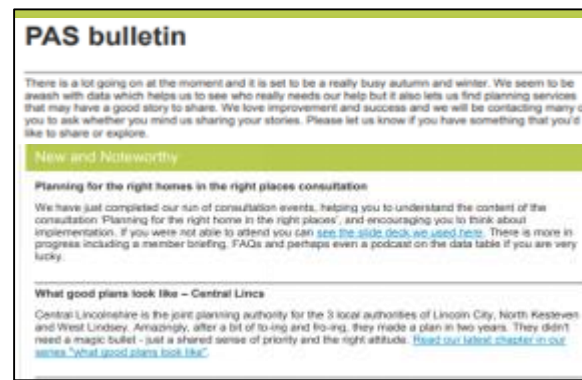 PAS bulletin
There is a lot going on at the moment and it is set to be a really busy autumn and winter. We seem to be
awash with data which helps us to see who really needs our help but it also lets us find planning services
that may have a good story to share. We love improvement and success and we will be contacting many
you to ask whether you mind us sharing your stories. Please let us know if you have something that you'd
like to share or explore.
New and Noteworthy
Planning for the right homes in the right places consultation
We have just completed our run of consultation events, helping you to understand the content of the
consultation 'Planning for the right home in the right places', and encouraging you to think about
implementation. If you were not able to attend you can see the slide deck we used here. There is more in
progress including a member briefing, FAQs and perhaps even a podcast on the data table if you are very
lucky.
What good plans look like – Central Lincs
Central Lincolnshire is the joint planning authority for the 3 local authorities of Lincoln City, North Kesteven
and West Lindsey. Amazingly, after a bit of to-ing and fro-ing, they made a plan in two years. They didn't
need a magic bullet - just a shared sense of priority and the right attitude. Read our latest chapter in our
series "what good plans look like".